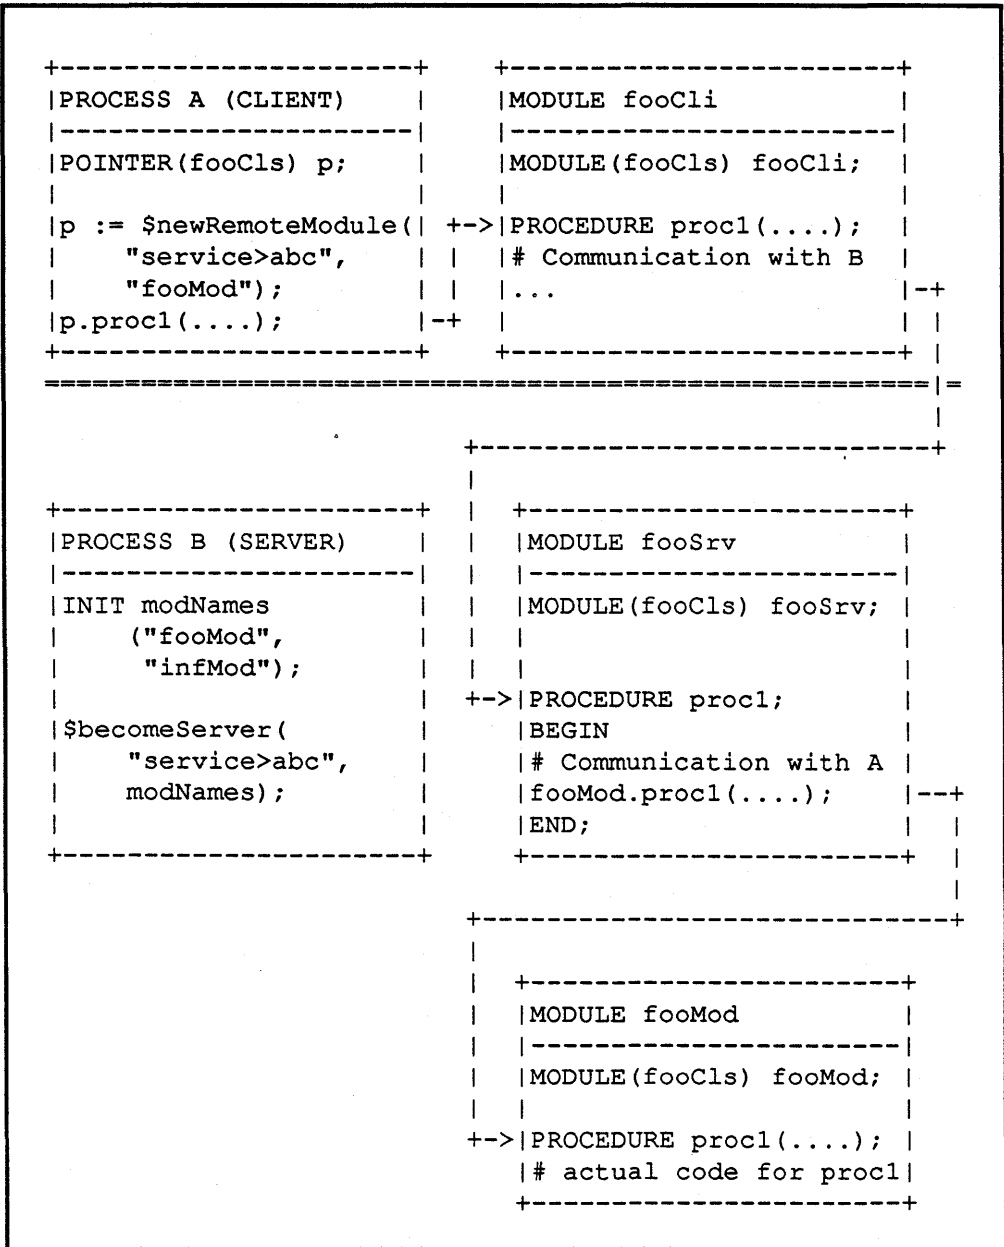 PROCESS A (CLIENT)
POINTER(fooCls) p;
p := $newRemoteModule(
"service>abc",
"fooMod");
p.proc1(....);
MODULE fooCli
MODULE(fooCls) fooCli;
PROCEDURE proc1(....);
# Communication with B
...
PROCESS B (SERVER)
INIT modNames
("fooMod",
"infMod");
$becomeServer(
"service>abc",
modNames);
MODULE fooSrv
MODULE(fooCls) fooSrv;
PROCEDURE proc1;
BEGIN
# Communication with A
fooMod.proc1(....);
END;
MODULE fooMod
MODULE(fooCls) fooMod;
PROCEDURE proc1(....);
# actual code for proc1